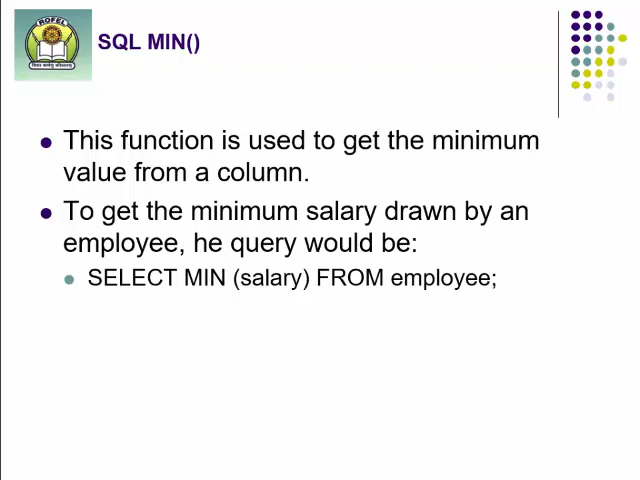 ROFEL
SQL MIN()
This function is used to get the minimum
value from a column.
To get the minimum salary drawn by an
employee, he query would be:
SELECT MIN (salary) FROM employee;